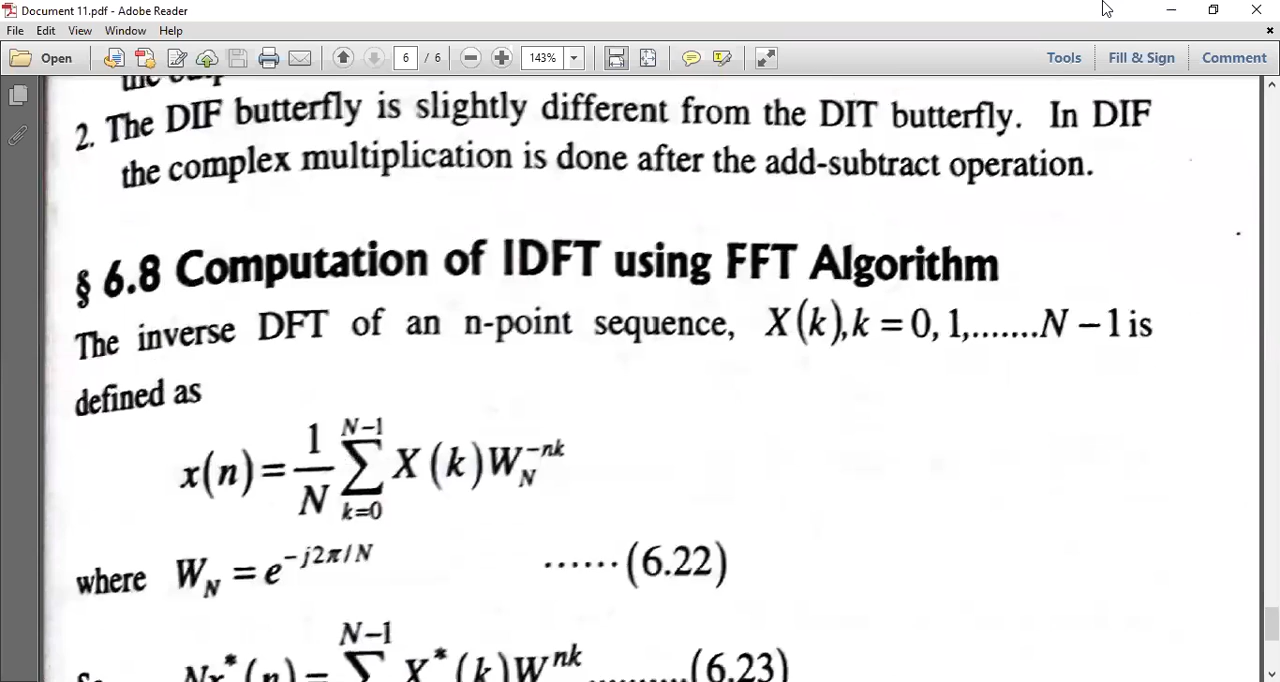 Document 11.pdf - Adobe Reader
File Edit View Window Help
Open 6 / 6 143% Tools Fill & Sign Comment
2. The DIF butterfly is slightly different from the DIT butterfly. In DIF
the complex multiplication is done after the add-subtract operation.
§ 6.8 Computation of IDFT using FFT Algorithm
The inverse DFT of an n-point sequence, X(k), k = 0, 1,.......N − 1 is
defined as
x(n) = 1/N ∑_{k=0}^{N−1} X(k)W_N^{−nk}
where W_N = e^{−j2π/N} ......(6.22)
Nx*(n) = ∑^{N−1} X*(k)W^{nk} ..........(6.23)